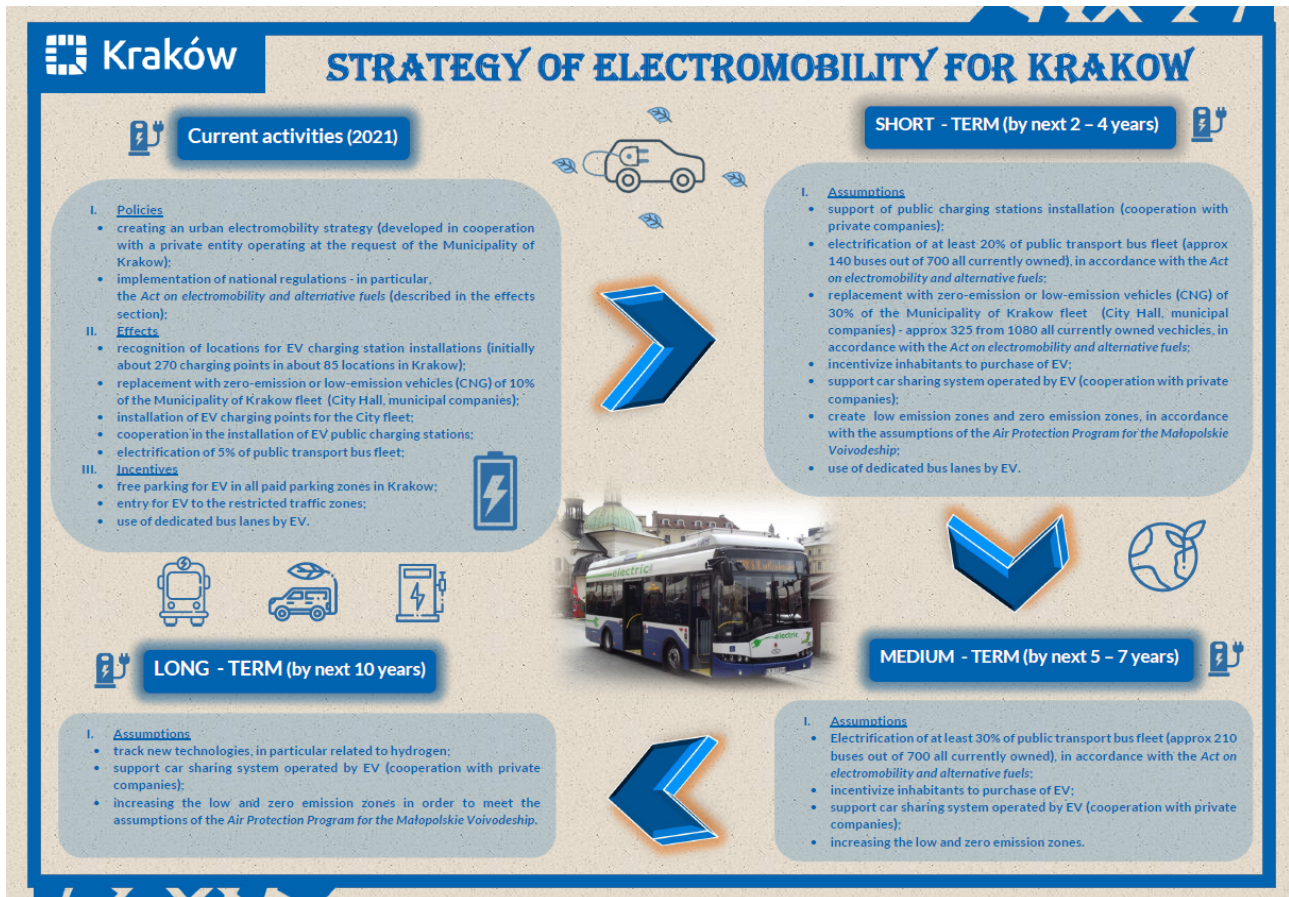 Kraków
STRATEGY OF ELECTROMOBILITY FOR KRAKOW
Current activities (2021)
I. Policies
• creating an urban electromobility strategy (developed in cooperation
with a private entity operating at the request of the Municipality of
Krakow);
• implementation of national regulations - in particular,
the Act on electromobility and alternative fuels (described in the effects
section);
II. Effects
• recognition of locations for EV charging station installations (initially
about 270 charging points in about 85 locations in Krakow);
• replacement with zero-emission or low-emission vehicles (CNG) of 10%
of the Municipality of Krakow fleet (City Hall, municipal companies);
• installation of EV charging points for the City fleet;
• cooperation in the installation of EV public charging stations;
• electrification of 5% of public transport bus fleet;
III. Incentives
• free parking for EV in all paid parking zones in Krakow;
• entry for EV to the restricted traffic zones;
• use of dedicated bus lanes by EV.
SHORT - TERM (by next 2 – 4 years)
I. Assumptions
• support of public charging stations installation (cooperation with
private companies);
• electrification of at least 20% of public transport bus fleet (approx
140 buses out of 700 all currently owned), in accordance with the Act
on electromobility and alternative fuels;
• replacement with zero-emission or low-emission vehicles (CNG) of
30% of the Municipality of Krakow fleet (City Hall, municipal
companies) - approx 325 from 1080 all currently owned vechicles, in
accordance with the Act on electromobility and alternative fuels;
• incentivize inhabitants to purchase of EV;
• support car sharing system operated by EV (cooperation with private
companies);
• create low emission zones and zero emission zones, in accordance
with the assumptions of the Air Protection Program for the Małopolskie
Voivodeship;
• use of dedicated bus lanes by EV.
electric
electric
MEDIUM - TERM (by next 5 – 7 years)
I. Assumptions
• Electrification of at least 30% of public transport bus fleet (approx 210
buses out of 700 all currently owned), in accordance with the Act on
electromobility and alternative fuels;
• incentivize inhabitants to purchase of EV;
• support car sharing system operated by EV (cooperation with private
companies);
• increasing the low and zero emission zones.
LONG - TERM (by next 10 years)
I. Assumptions
• track new technologies, in particular related to hydrogen;
• support car sharing system operated by EV (cooperation with private
companies);
• increasing the low and zero emission zones in order to meet the
assumptions of the Air Protection Program for the Małopolskie Voivodeship.